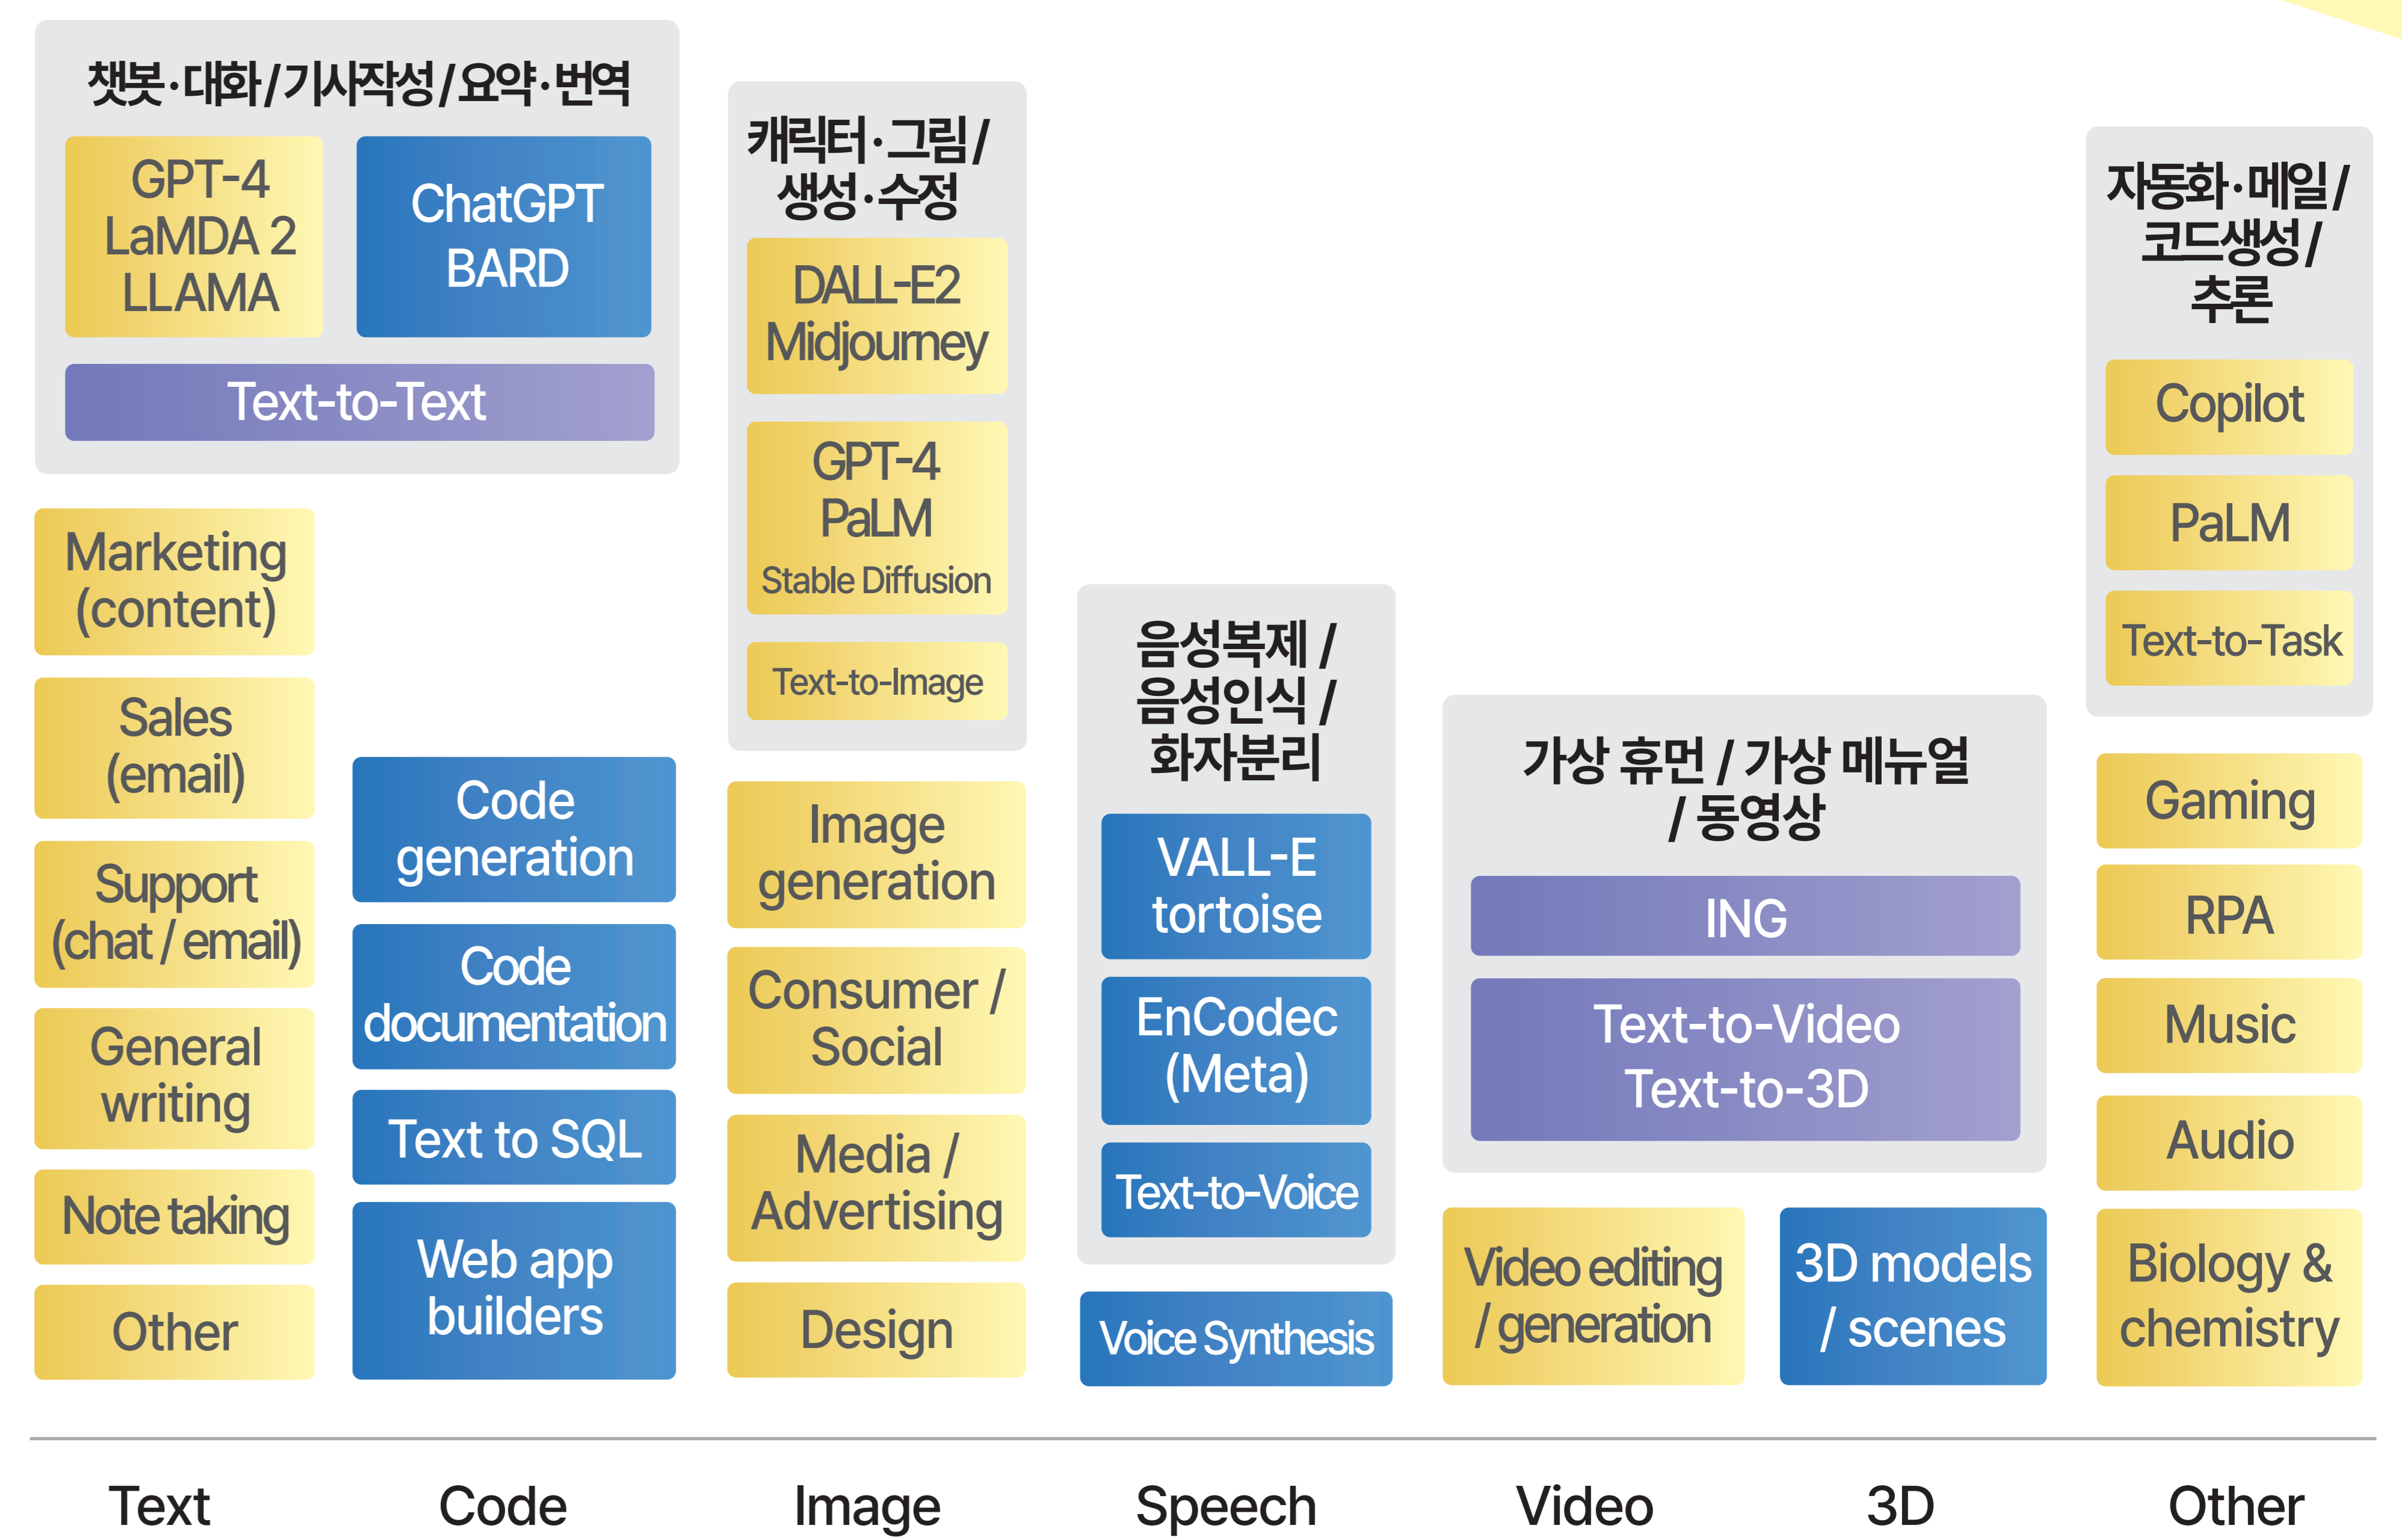 챗봇·대화/기사작성/요약·번역
GPT-4
LaMDA 2
LLAMA
ChatGPT
BARD
Text-to-Text
Marketing
(content)
Sales
(email)
Support
(chat / email)
General
writing
Note taking
Other
Code
generation
Code
documentation
Text to SQL
Web app
builders
캐릭터·그림/
생성·수정
DALL-E2
Midjourney
GPT-4
PaLM
Stable Diffusion
Text-to-Image
Image
generation
Consumer /
Social
Media /
Advertising
Design
음성복제 /
음성인식 /
화자분리
VALL-E
tortoise
EnCodec
(Meta)
Text-to-Voice
Voice Synthesis
가상 휴먼 / 가상 메뉴얼
/ 동영상
ING
Text-to-Video
Text-to-3D
Video editing
/ generation
3D models
/ scenes
자동화·메일/
코드생성/
추론
Copilot
PaLM
Text-to-Task
Gaming
RPA
Music
Audio
Biology &
chemistry
Text
Code
Image
Speech
Video
3D
Other